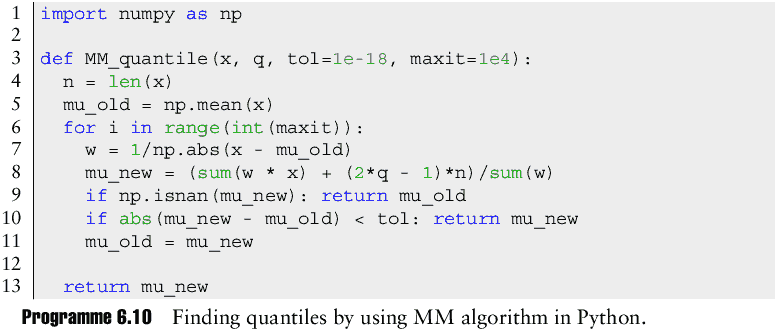 1 import numpy as np
2
3 def MM_quantile(x, q, tol=1e-18, maxit=1e4):
4   n = len(x)
5   mu_old = np.mean(x)
6   for i in range(int(maxit)):
7     w = 1/np.abs(x - mu_old)
8     mu_new = (sum(w * x) + (2*q - 1)*n)/sum(w)
9     if np.isnan(mu_new): return mu_old
10     if abs(mu_new - mu_old) < tol: return mu_new
11     mu_old = mu_new
12
13   return mu_new
Programme 6.10 Finding quantiles by using MM algorithm in Python.